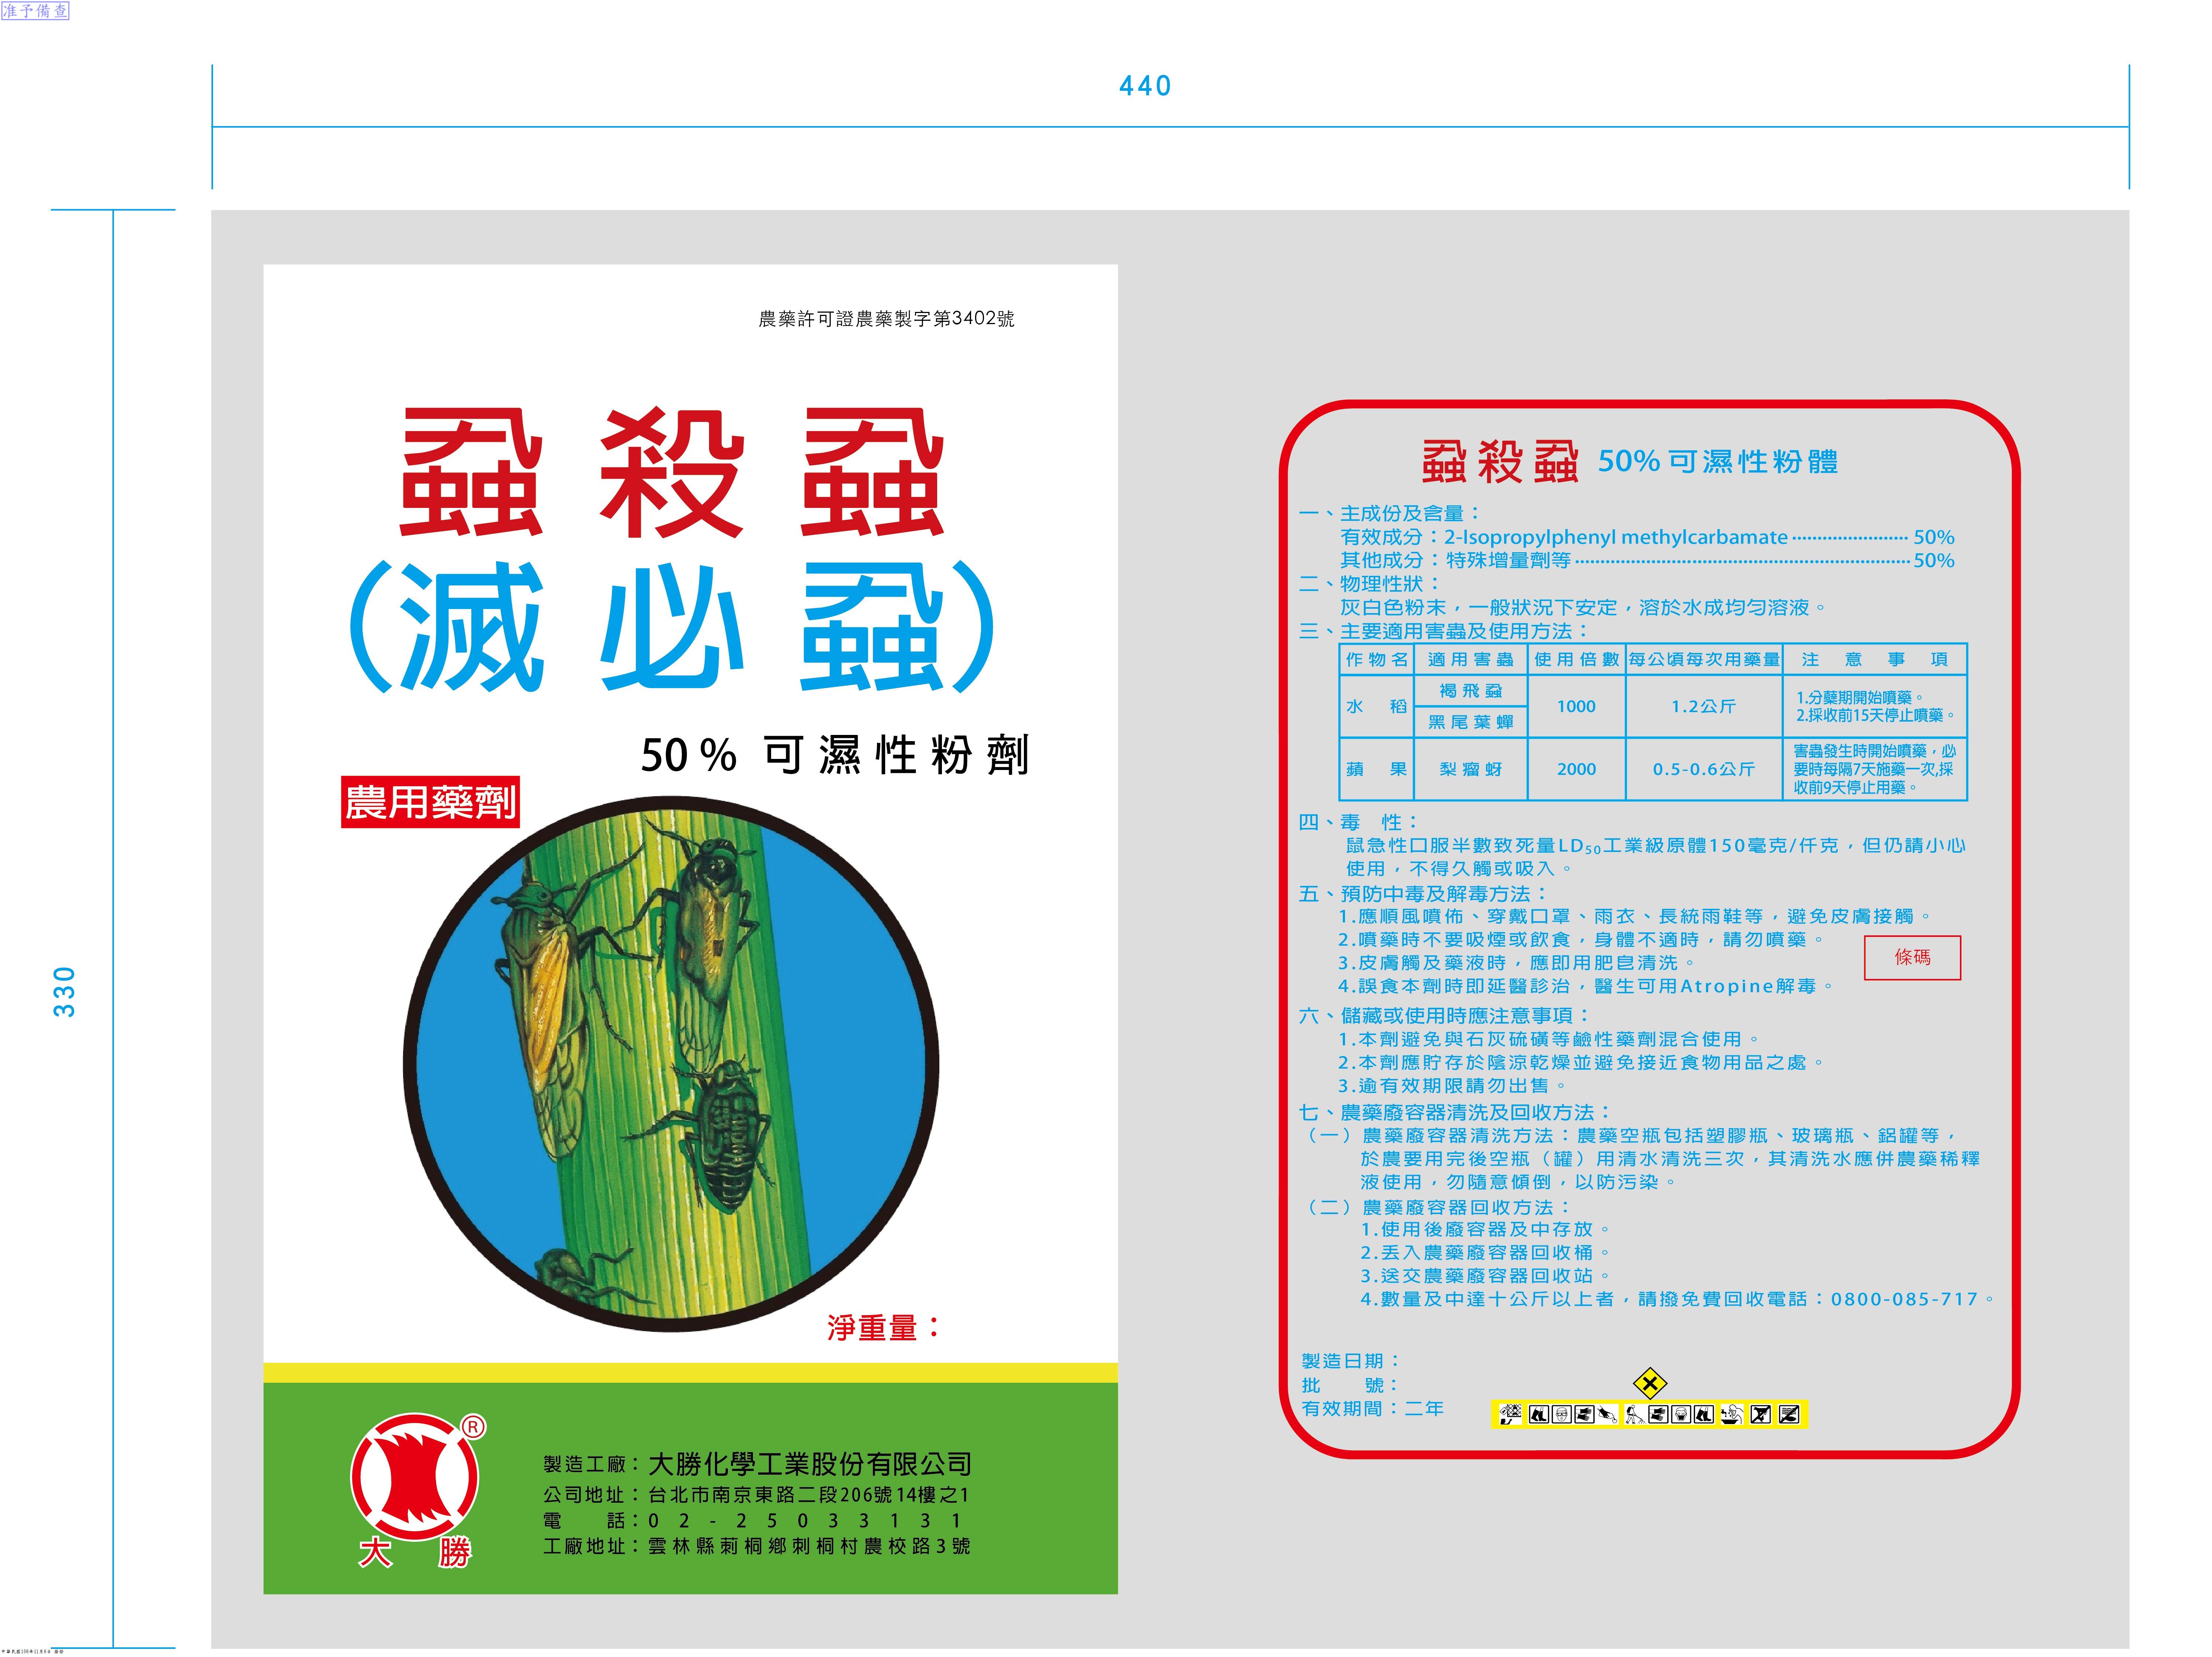 准予備查
440
330
農藥許可證農藥製字第3402號
蝨殺蝨
(滅必蝨)
50% 可濕性粉劑
農用藥劑
淨重量：
®
大勝
製造工廠：大勝化學工業股份有限公司
公司地址：台北市南京東路二段206號14樓之1
電　話：02-25033131
工廠地址：雲林縣莿桐鄉刺桐村農校路3號
蝨殺蝨 50%可濕性粉體
一、主成份及含量：
有效成分：2-Isopropylphenyl methylcarbamate 50%
其他成分：特殊增量劑等 50%
二、物理性狀：
灰白色粉末，一般狀況下安定，溶於水成均勻溶液。
三、主要適用害蟲及使用方法：
作物名 適用害蟲 使用倍數 每公頃每次用藥量 注意事項
水稻 褐飛蝨 黑尾葉蟬 1000 1.2公斤 1.分蘗期開始噴藥。
2.採收前15天停止噴藥。
蘋果 梨瘤蚜 2000 0.5-0.6公斤 害蟲發生時開始噴藥，必
要時每隔7天施藥一次,採
收前9天停止用藥。
四、毒　性：
鼠急性口服半數致死量LD₅₀工業級原體150毫克/仟克，但仍請小心
使用，不得久觸或吸入。
五、預防中毒及解毒方法：
1.應順風噴佈、穿戴口罩、雨衣、長統雨鞋等，避免皮膚接觸。
2.噴藥時不要吸煙或飲食，身體不適時，請勿噴藥。
3.皮膚觸及藥液時，應即用肥皂清洗。
4.誤食本劑時即延醫診治，醫生可用Atropine解毒。
條碼
六、儲藏或使用時應注意事項：
1.本劑避免與石灰硫磺等鹼性藥劑混合使用。
2.本劑應貯存於陰涼乾燥並避免接近食物用品之處。
3.逾有效期限請勿出售。
七、農藥廢容器清洗及回收方法：
（一）農藥廢容器清洗方法：農藥空瓶包括塑膠瓶、玻璃瓶、鋁罐等，
於農要用完後空瓶（罐）用清水清洗三次，其清洗水應併農藥稀釋
液使用，勿隨意傾倒，以防污染。
（二）農藥廢容器回收方法：
1.使用後廢容器及中存放。
2.丟入農藥廢容器回收桶。
3.送交農藥廢容器回收站。
4.數量及中達十公斤以上者，請撥免費回收電話：0800-085-717。
製造日期：
批　號：
有效期間：二年